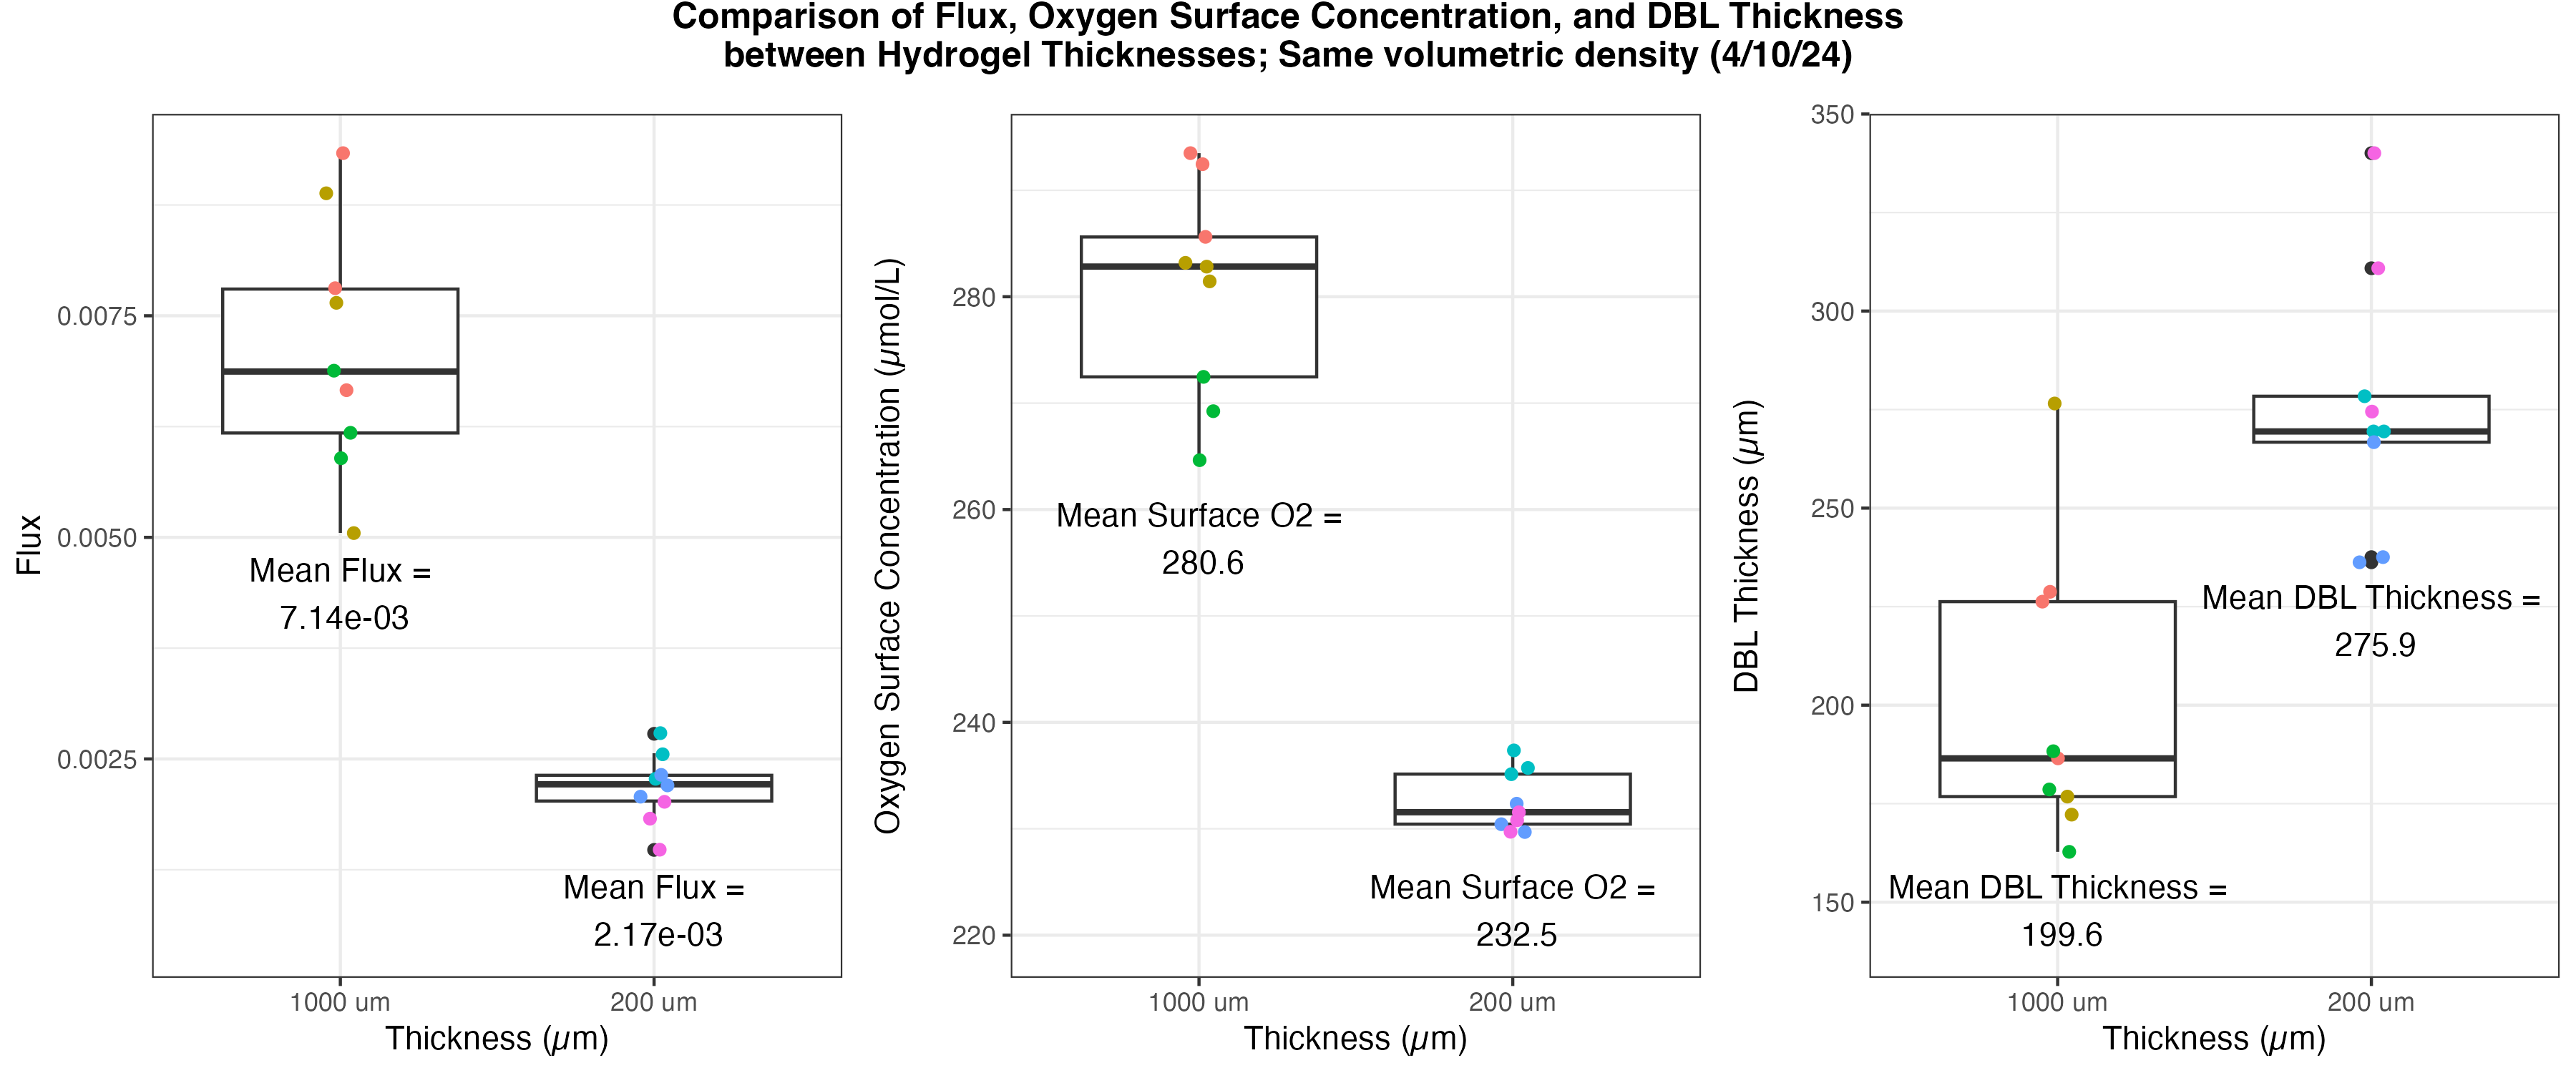 Comparison of Flux, Oxygen Surface Concentration, and DBL Thickness
between Hydrogel Thicknesses; Same volumetric density (4/10/24)
Flux
0.0075
0.0050
0.0025
Mean Flux =
7.14e-03
Mean Flux =
2.17e-03
1000 um
200 um
Thickness (µm)
Oxygen Surface Concentration (µmol/L)
280
260
240
220
Mean Surface O2 =
280.6
Mean Surface O2 =
232.5
1000 um
200 um
Thickness (µm)
DBL Thickness (µm)
350
300
250
200
150
Mean DBL Thickness =
275.9
Mean DBL Thickness =
199.6
1000 um
200 um
Thickness (µm)